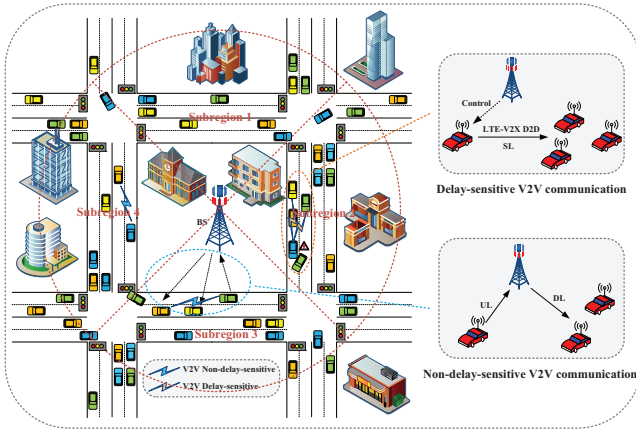 Subregion 1
Control
LTE-V2X D2D
SL
Delay-sensitive V2V communication
Subregion 4
Subregion 2
BS
UL
DL
Subregion 3
V2V Non-delay-sensitive
V2V Delay-sensitive
Non-delay-sensitive V2V communication